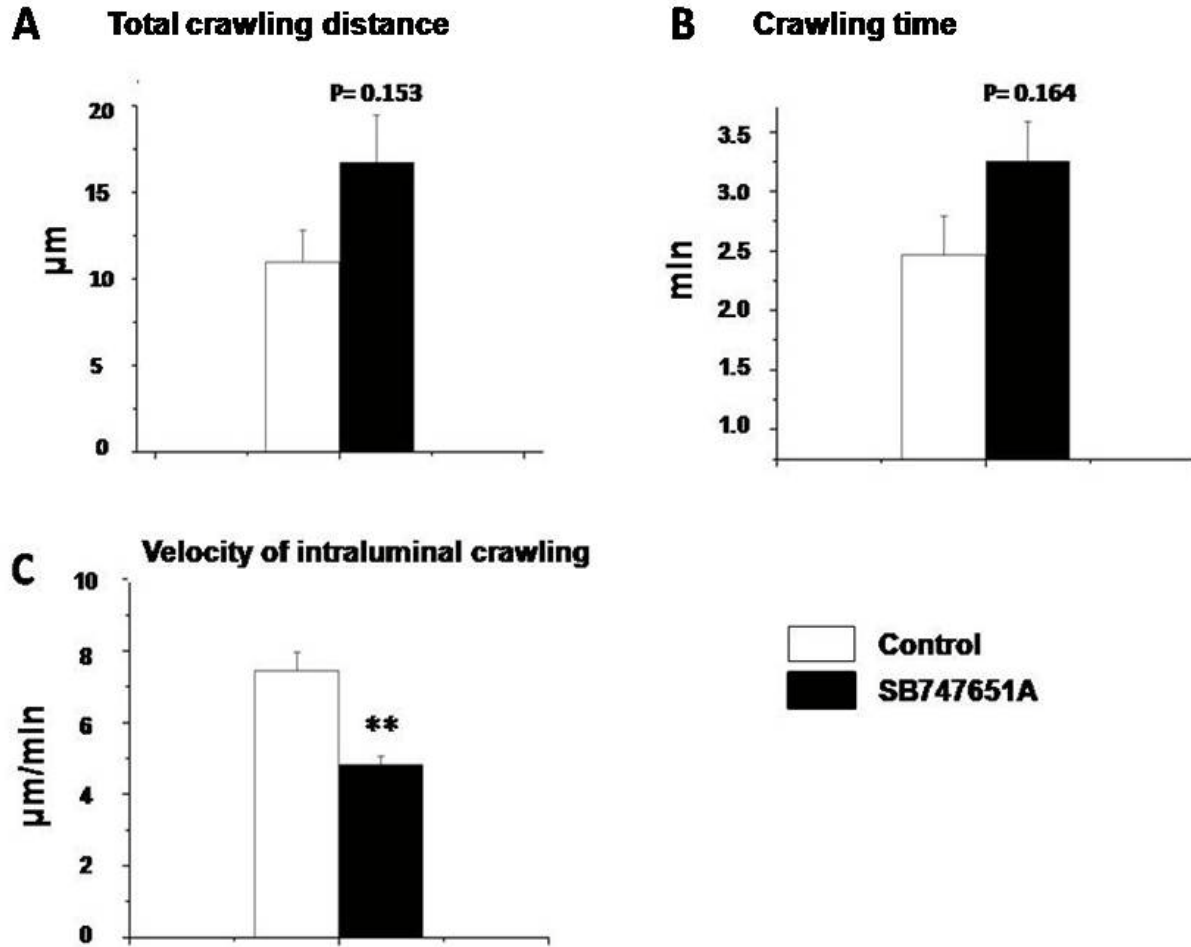 A Total crawling distance
P= 0.153
20
15
10
5
0
µm
B Crawling time
P= 0.164
3.5
3.0
2.5
2.0
1.5
1.0
mln
C Velocity of intraluminal crawling
10
8
6
4
2
0
µm/mln
**
Control
SB747651A